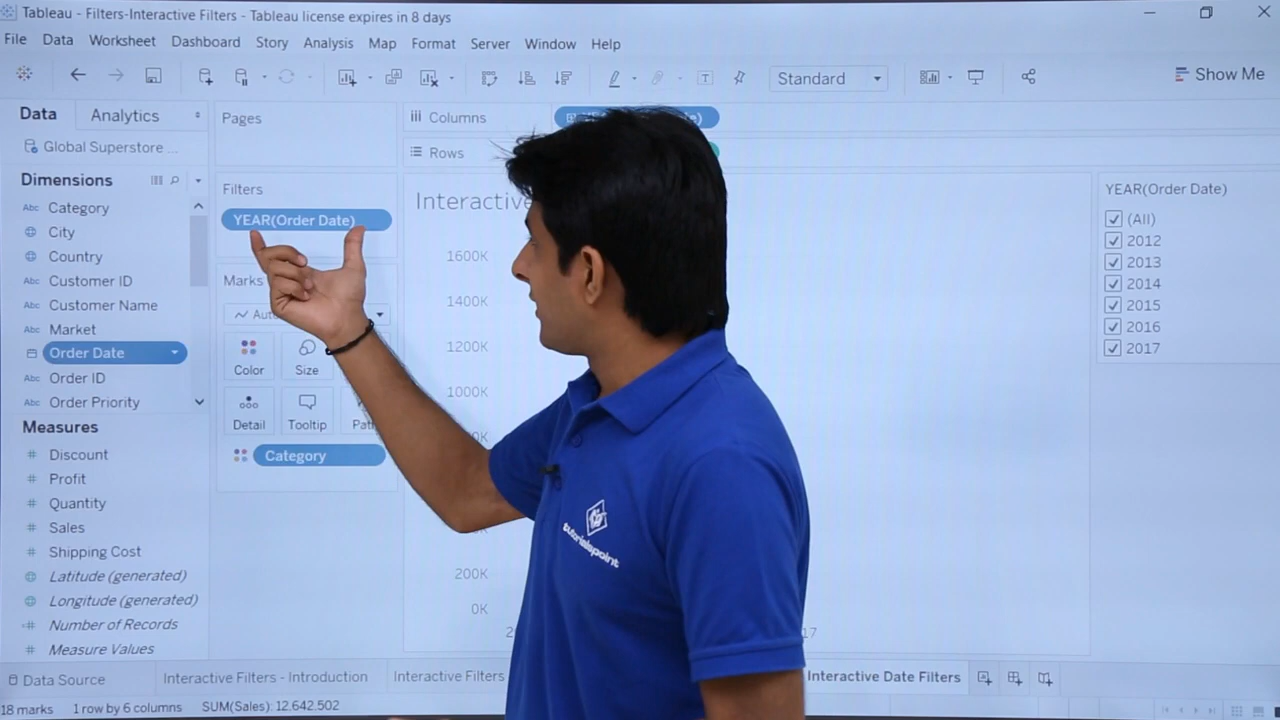 Tableau - Filters-Interactive Filters - Tableau license expires in 8 days
File Data Worksheet Dashboard Story Analysis Map Format Server Window Help
Standard
Show Me
Data Analytics
Global Superstore ...
Dimensions
Category
City
Country
Customer ID
Customer Name
Market
Order Date
Order ID
Order Priority
Measures
Discount
Profit
Quantity
Sales
Shipping Cost
Latitude (generated)
Longitude (generated)
Number of Records
Measure Values
Pages
Filters
YEAR(Order Date)
Marks
Color Size
Detail Tooltip
Category
Columns
Rows
1600K
1400K
1200K
1000K
200K
0K
YEAR(Order Date)
(All)
2012
2013
2014
2015
2016
2017
tutorialspoint
Data Source Interactive Filters - Introduction Interactive Filters Interactive Date Filters
18 marks 1 row by 6 columns SUM(Sales): 12.642.502